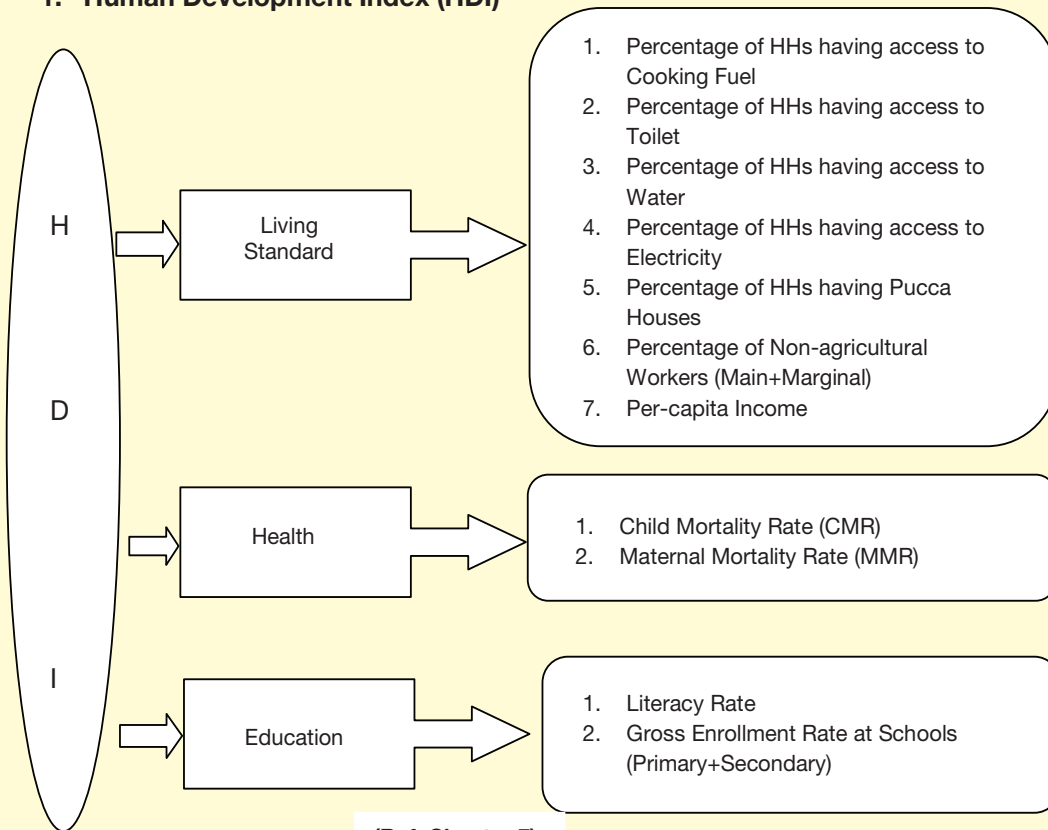 1. Human Development Index (HDI)
H
D
I
Living
Standard
1. Percentage of HHs having access to
Cooking Fuel
2. Percentage of HHs having access to
Toilet
3. Percentage of HHs having access to
Water
4. Percentage of HHs having access to
Electricity
5. Percentage of HHs having Pucca
Houses
6. Percentage of Non-agricultural
Workers (Main+Marginal)
7. Per-capita Income
Health
1. Child Mortality Rate (CMR)
2. Maternal Mortality Rate (MMR)
Education
1. Literacy Rate
2. Gross Enrollment Rate at Schools
(Primary+Secondary)